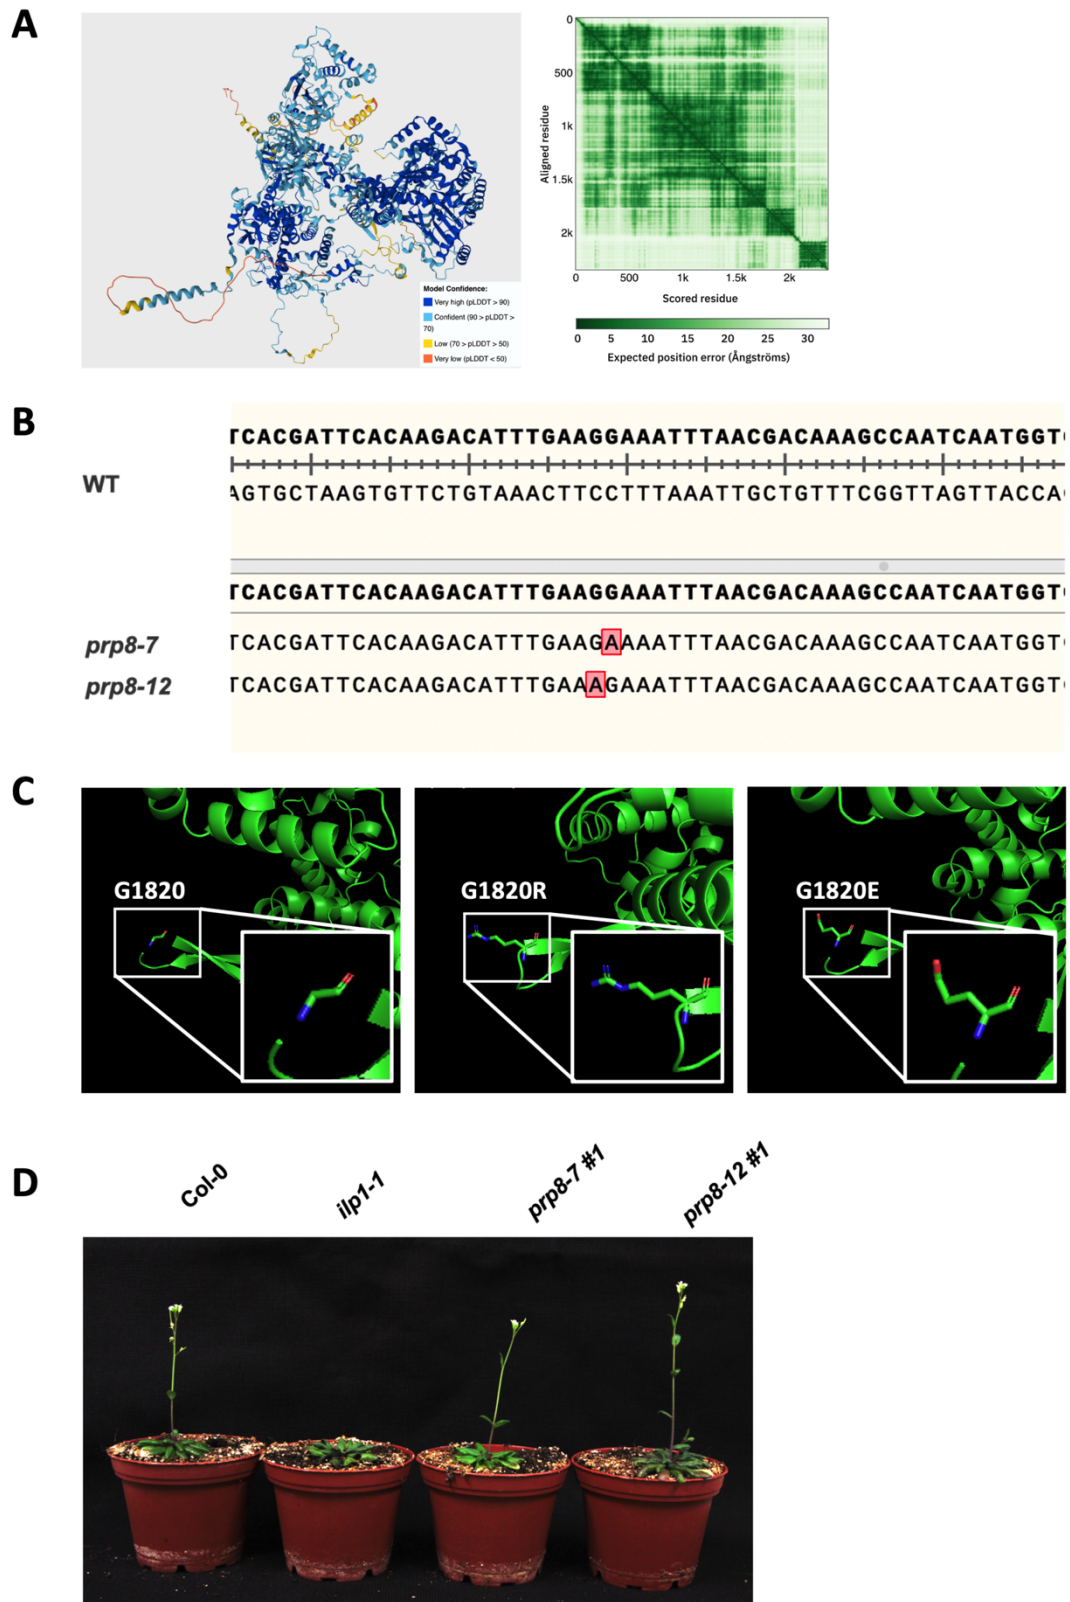 A
Model Confidence:
Very high (pLDDT > 90)
Confident (90 > pLDDT >
70)
Low (70 > pLDDT > 50)
Very low (pLDDT < 50)
Aligned residue
0
500
1k
1.5k
2k
0 500 1k 1.5k 2k
Scored residue
0 5 10 15 20 25 30
Expected position error (Ångströms)
B
WT
TCACGATTCACAAGACATTTGAAGGAAATTTAACGACAAAGCCAATCAATGGT
AGTGCTAAGTGTTCTGTAAACTTCCTTTAAATTGCTGTTTCGGTTAGTTACCA
TCACGATTCACAAGACATTTGAAGGAAATTTAACGACAAAGCCAATCAATGGT
prp8-7 TCACGATTCACAAGACATTTGAAGAAAATTTAACGACAAAGCCAATCAATGGT
prp8-12 TCACGATTCACAAGACATTTGAAAGAAATTTAACGACAAAGCCAATCAATGGT
C
G1820 G1820R G1820E
D
Col-0 ilp1-1 prp8-7 #1 prp8-12 #1